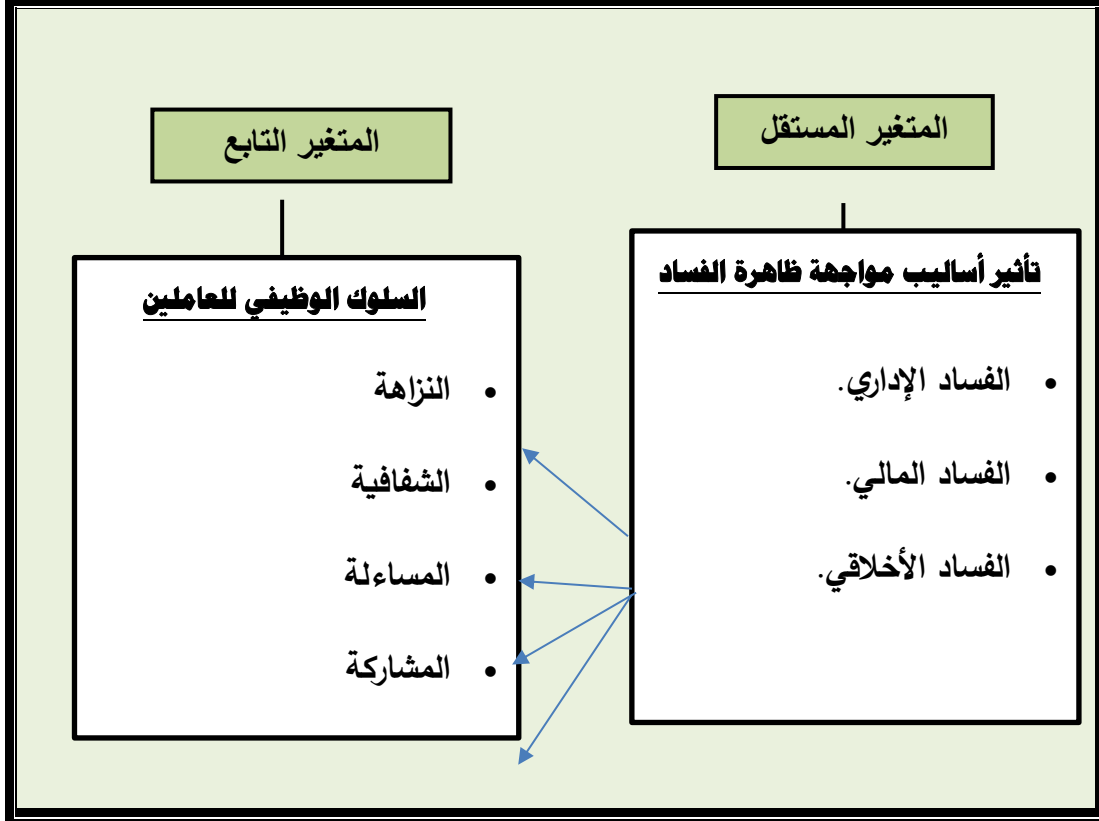 المتغير المستقل
تأثير أساليب مواجهة ظاهرة الفساد
• الفساد الإداري.
• الفساد المالي.
• الفساد الأخلاقي.
المتغير التابع
السلوك الوظيفي للعاملين
• النزاهة
• الشفافية
• المساءلة
• المشاركة